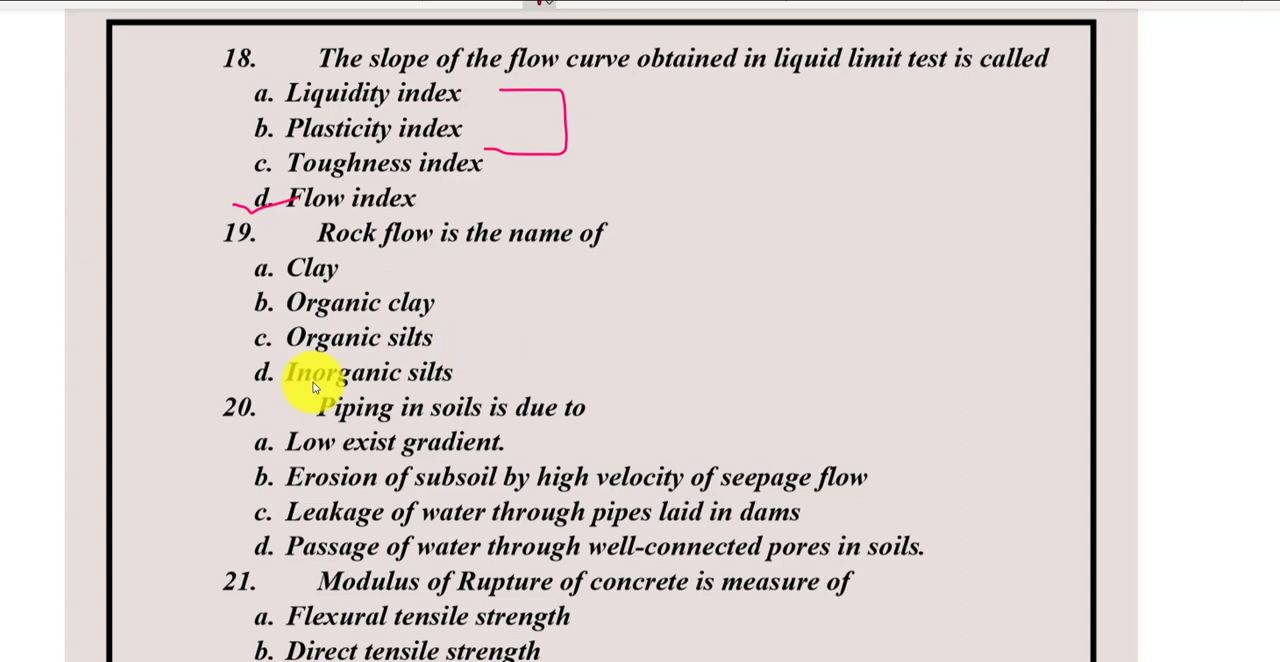 18. The slope of the flow curve obtained in liquid limit test is called
a. Liquidity index
b. Plasticity index
c. Toughness index
d. Flow index
19. Rock flow is the name of
a. Clay
b. Organic clay
c. Organic silts
d. Inorganic silts
20. Piping in soils is due to
a. Low exist gradient.
b. Erosion of subsoil by high velocity of seepage flow
c. Leakage of water through pipes laid in dams
d. Passage of water through well-connected pores in soils.
21. Modulus of Rupture of concrete is measure of
a. Flexural tensile strength
b. Direct tensile strength